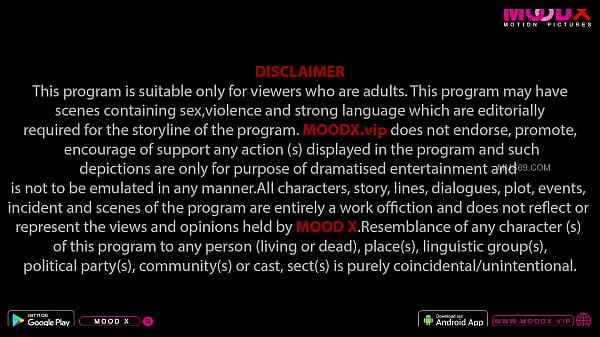 MOODX
MOTION PICTURES
DISCLAIMER
This program is suitable only for viewers who are adults. This program may have
scenes containing sex,violence and strong language which are editorially
required for the storyline of the program. MOODX.vip does not endorse, promote,
encourage of support any action (s) displayed in the program and such
depictions are only for purpose of dramatised entertainment and
is not to be emulated in any manner.All characters, story, lines, dialogues, plot, events,
incident and scenes of the program are entirely a work offiction and does not reflect or
represent the views and opinions held by MOOD X.Resemblance of any character (s)
of this program to any person (living or dead), place(s), linguistic group(s),
political party(s), community(s) or cast, sect(s) is purely coincidental/unintentional.
GET IT ON
Google Play
MOOD X
Download our
Android App
WWW.MOODX.VIP